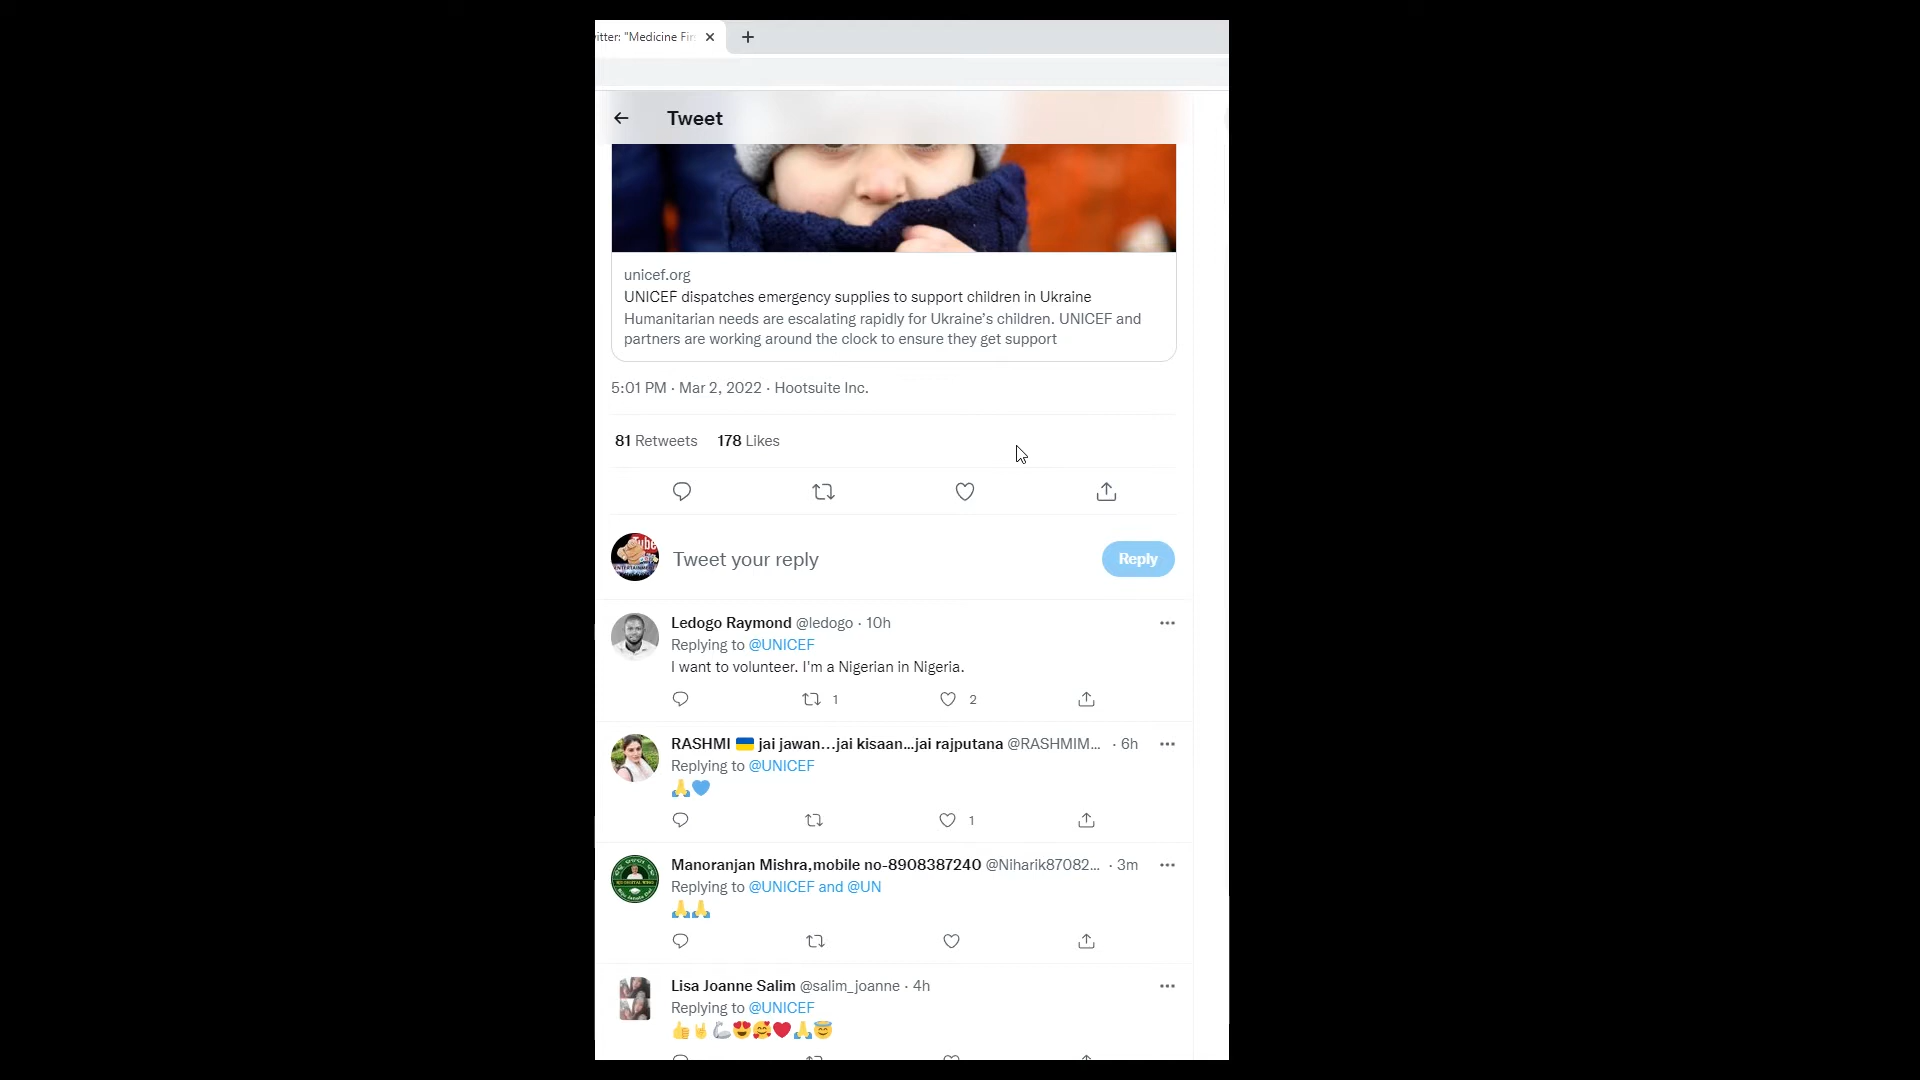 itter: "Medicine Fir
Tweet
unicef.org
UNICEF dispatches emergency supplies to support children in Ukraine
Humanitarian needs are escalating rapidly for Ukraine’s children. UNICEF and
partners are working around the clock to ensure they get support
5:01 PM · Mar 2, 2022 · Hootsuite Inc.
81 Retweets 178 Likes
Tweet your reply
Reply
Ledogo Raymond @ledogo · 10h
Replying to @UNICEF
I want to volunteer. I'm a Nigerian in Nigeria.
1 2
RASHMI 🇺🇦 jai jawan...jai kisaan...jai rajputana @RASHMIM... · 6h
Replying to @UNICEF
🙏💙
1
Manoranjan Mishra,mobile no-8908387240 @Niharik87082... · 3m
Replying to @UNICEF and @UN
🙏🙏
Lisa Joanne Salim @salim_joanne · 4h
Replying to @UNICEF
👍🤘🦾😍🥰❤️🙏😇